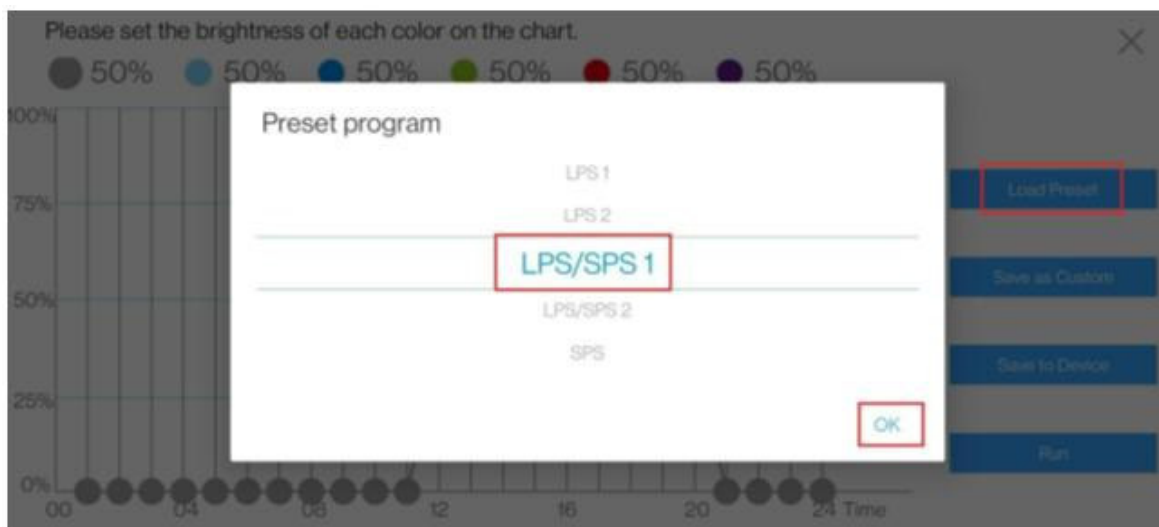 Please set the brightness of each color on the chart.
50% 50% 50% 50% 50% 50%
Preset program
LPS 1
LPS 2
LPS/SPS 1
LPS/SPS 2
SPS
OK
100%
75%
50%
25%
0%
00 04 08 12 16 20 24 Time
Load Preset
Save as Custom
Save to Device
Run